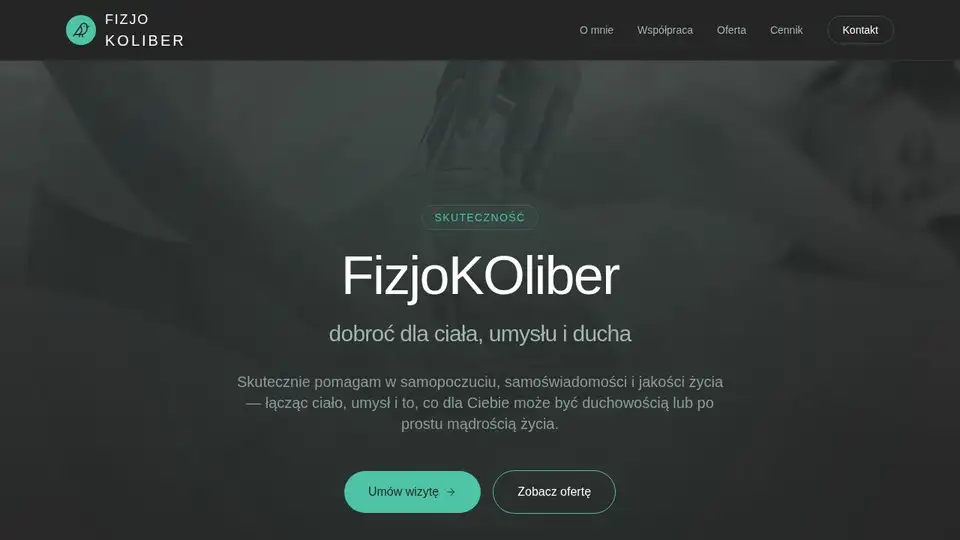 FIZJO
KOLIBER
O mnie Współpraca Oferta Cennik Kontakt
SKUTECZNOŚĆ
FizjoKOliber
dobroć dla ciała, umysłu i ducha
Skutecznie pomagam w samopoczuciu, samoświadomości i jakości życia
— łącząc ciało, umysł i to, co dla Ciebie może być duchowością lub po
prostu mądrością życia.
Umów wizytę → Zobacz ofertę